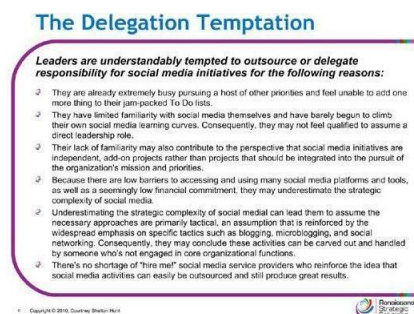 The Delegation Temptation
Leaders are understandably tempted to outsource or delegate
responsibility for social media initiatives for the following reasons:
They are already extremely busy pursuing a host of other priorities and feel unable to add one
more thing to their jam-packed To Do lists.
They have limited familiarity with social media themselves and have barely begun to climb
their own social media learning curves. Consequently, they may not feel qualified to assume a
direct leadership role.
Their lack of familiarity may also contribute to the perspective that social media initiatives are
independent, add-on projects rather than projects that should be integrated into the pursuit of
the organization's mission and priorities.
Because there are low barriers to accessing and using many social media platforms and tools,
as well as a seemingly low financial commitment, they may underestimate the strategic
complexity of social media.
Underestimating the strategic complexity of social medial can lead them to assume the
necessary approaches are primarily tactical, an assumption that is reinforced by the
widespread emphasis on specific tactics such as blogging, microblogging, and social
networking. Consequently, they may conclude these activities can be carved out and handled
by someone who's not engaged in core organizational functions.
There's no shortage of "hire me!" social media service providers who reinforce the idea that
social media activities can easily be outsourced and still produce great results.
Copyright © 2010, Courtney Shelton Hunt
Renaissance
Strategic